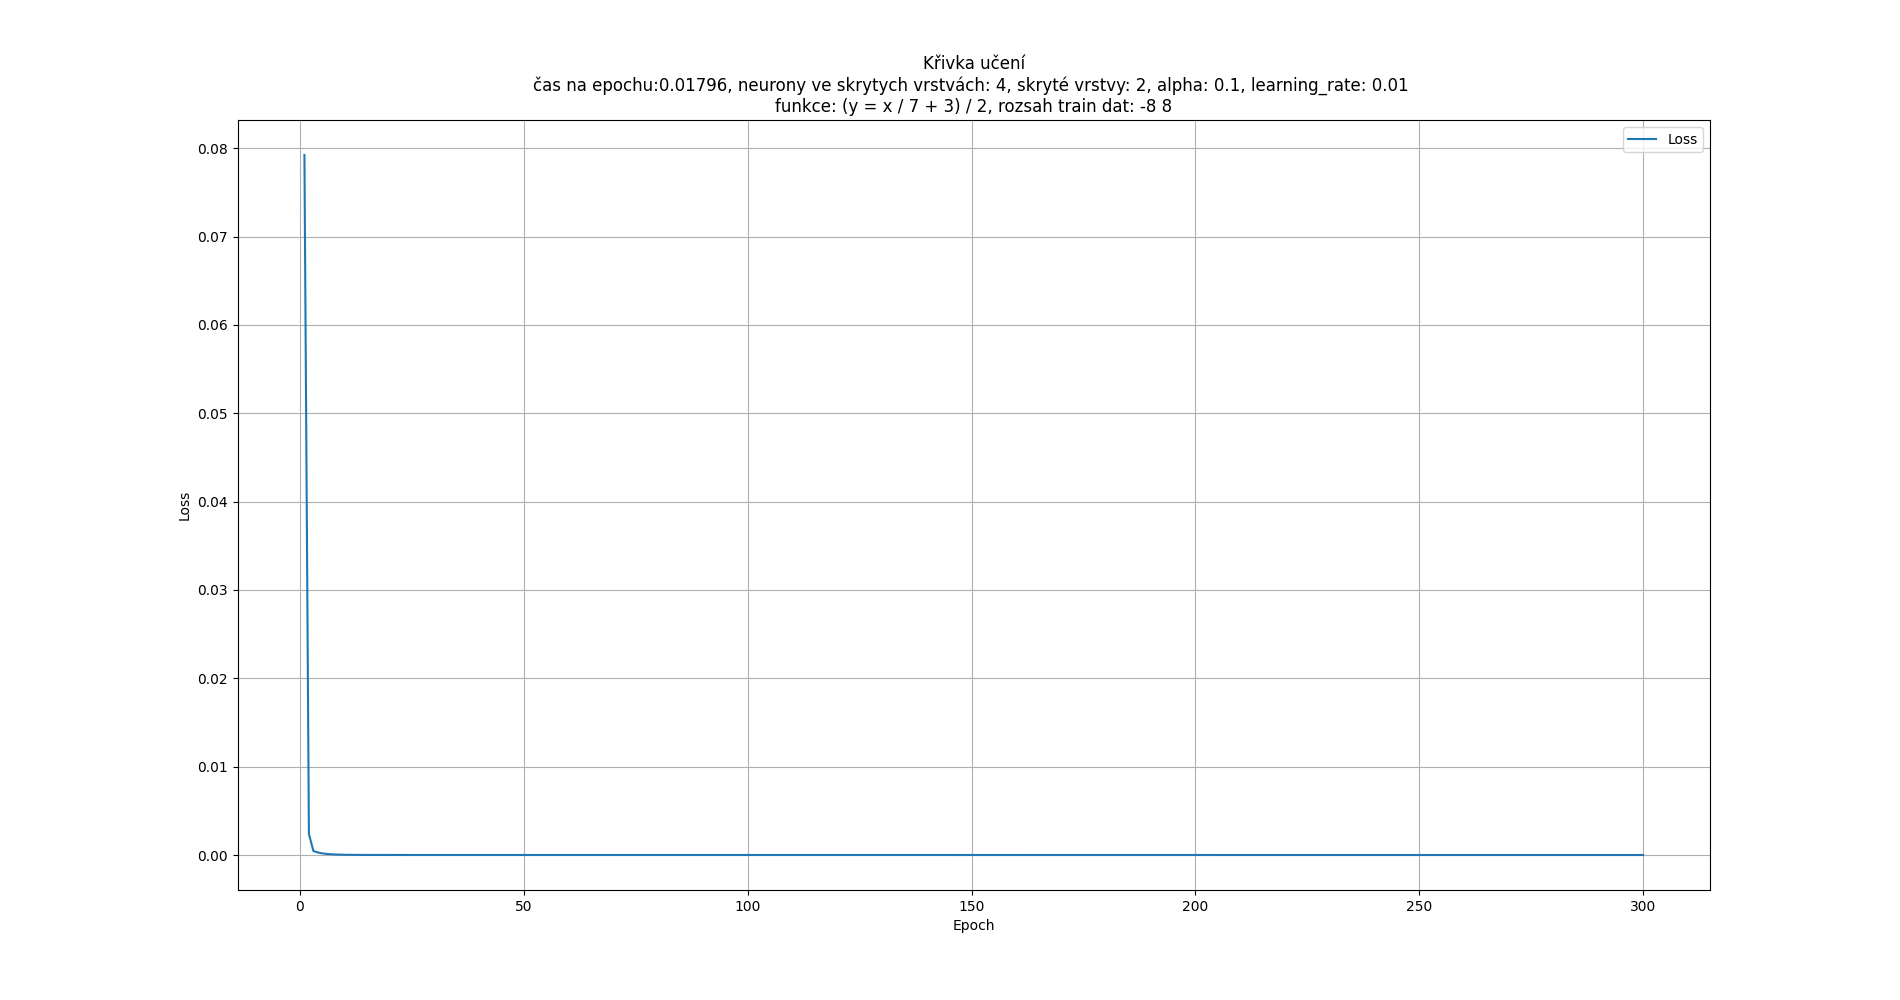 Křivka učení
čas na epochu:0.01796, neurony ve skrytych vrstvách: 4, skryté vrstvy: 2, alpha: 0.1, learning_rate: 0.01
funkce: (y = x / 7 + 3) / 2, rozsah train dat: -8 8
Loss
0.08
0.07
0.06
0.05
0.04
0.03
0.02
0.01
0.00
Loss
0
50
100
150
200
250
300
Epoch